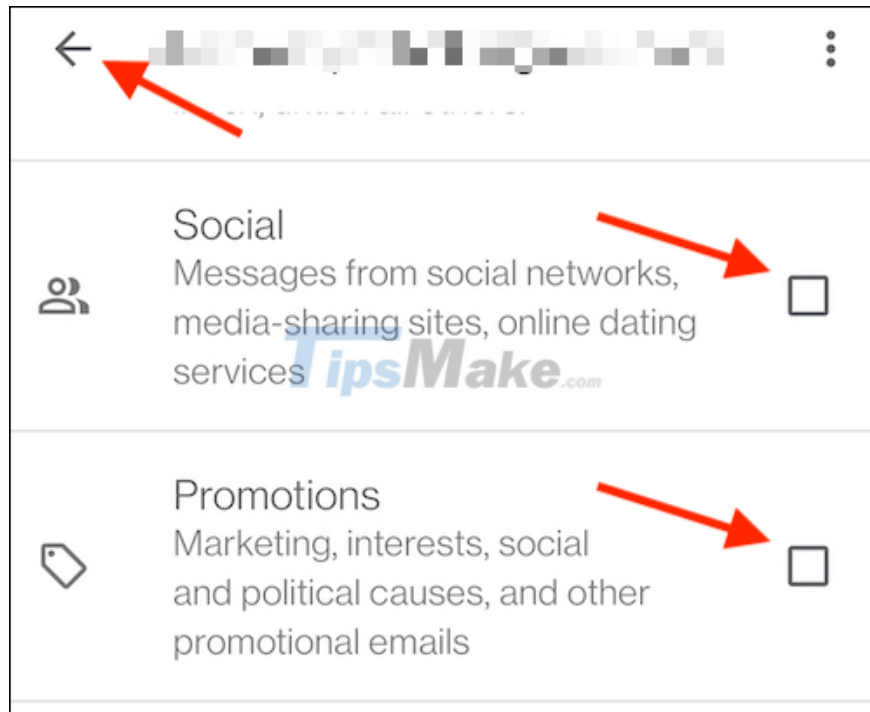 Social
Messages from social networks,
media-sharing sites, online dating
services
TipsMake.com
Promotions
Marketing, interests, social
and political causes, and other
promotional emails